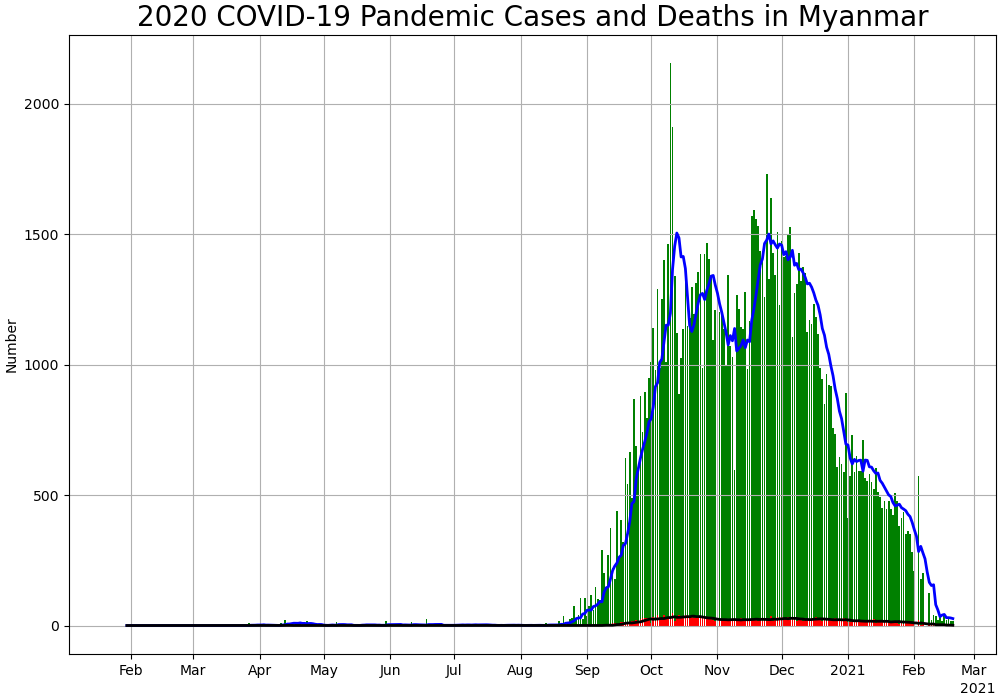 2020 COVID-19 Pandemic Cases and Deaths in Myanmar
Number
2000
1500
1000
500
0
Feb Mar Apr May Jun Jul Aug Sep Oct Nov Dec 2021 Feb Mar
2021